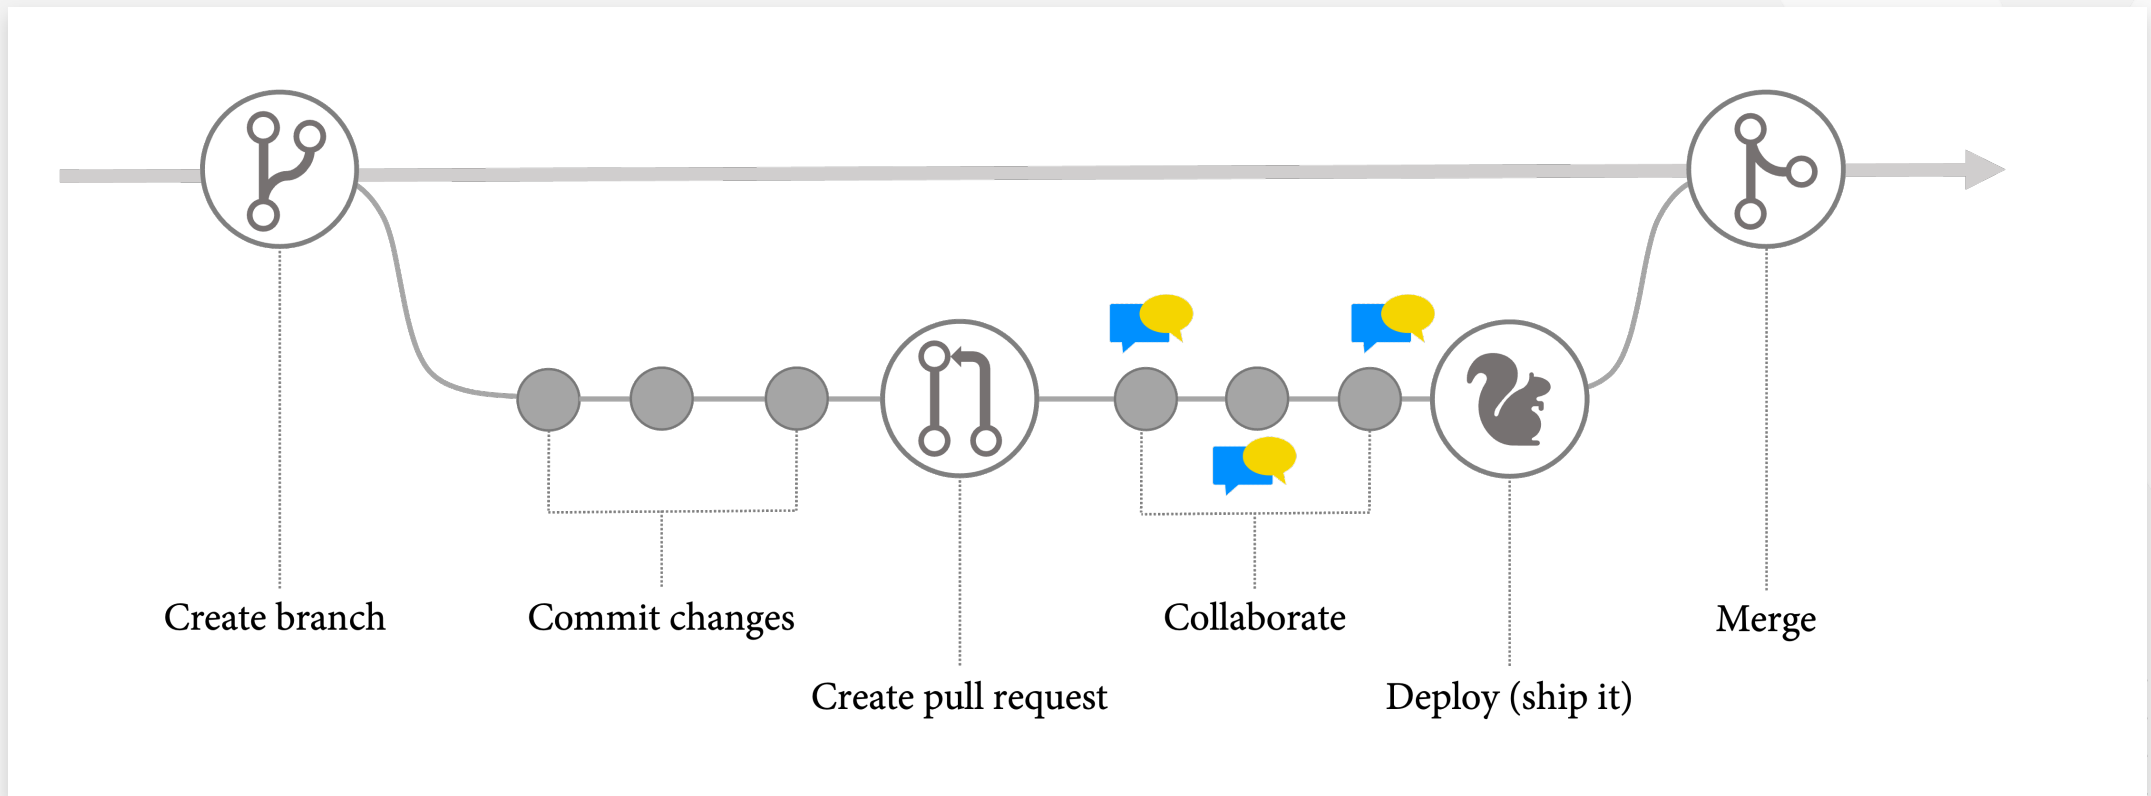 Create branch
Commit changes
Create pull request
Collaborate
Deploy (ship it)
Merge